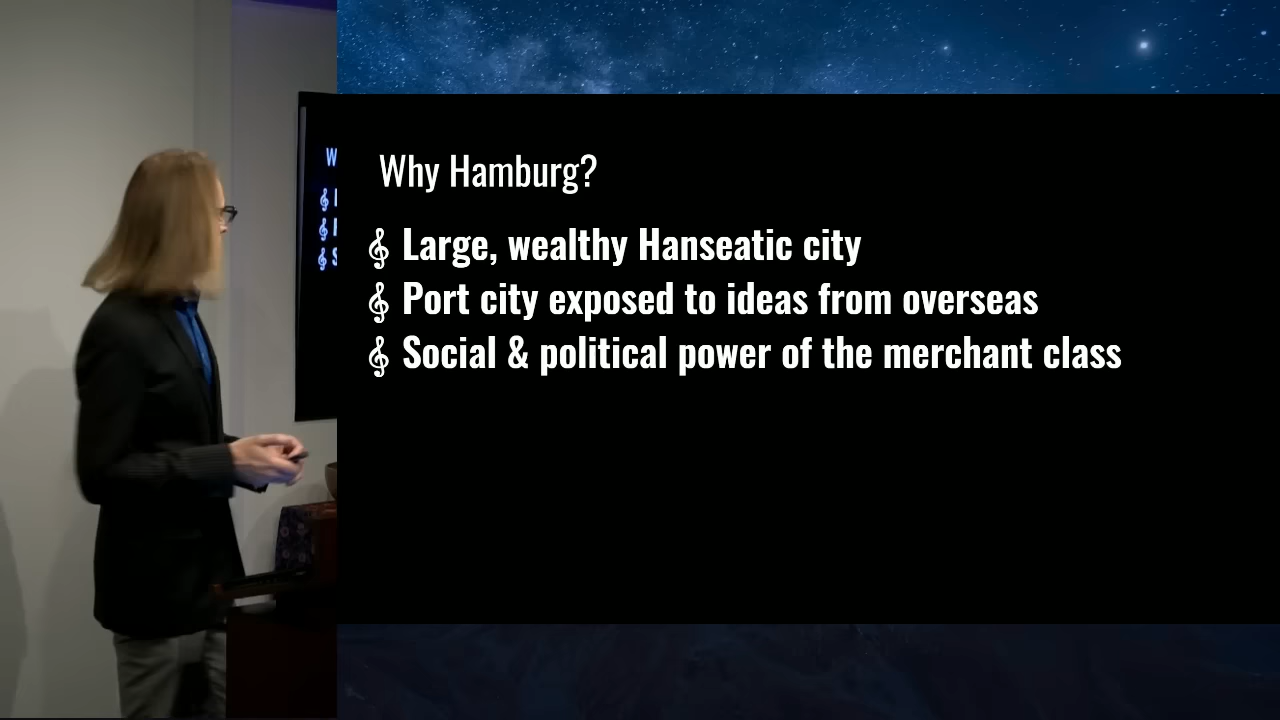 Why Hamburg?
Large, wealthy Hanseatic city
Port city exposed to ideas from overseas
Social & political power of the merchant class